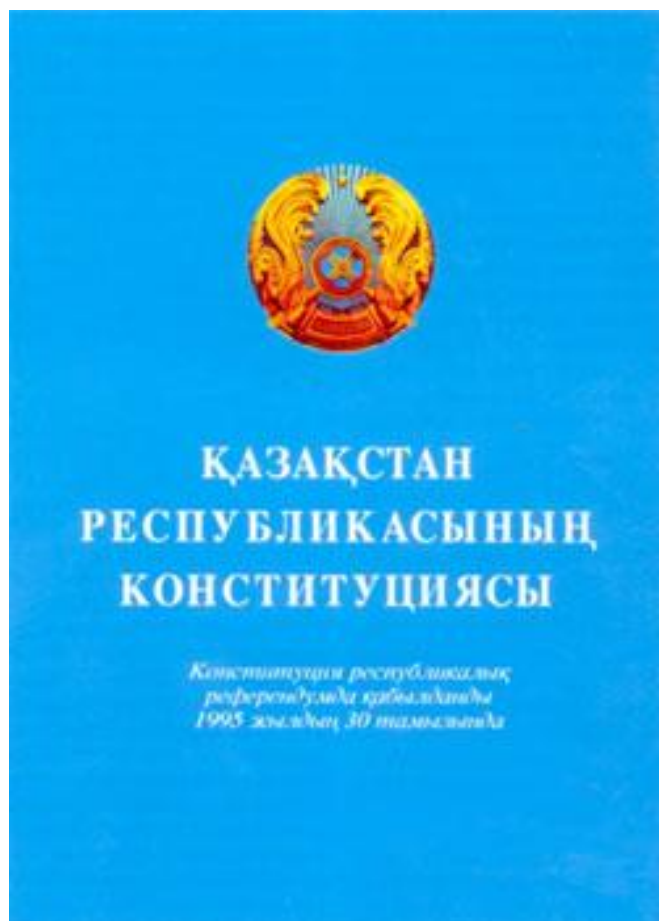 ҚАЗАҚСТАН
РЕСПУБЛИКАСЫНЫҢ
КОНСТИТУЦИЯСЫ
Конституция республикалық
референдумда қабылданды
1995 жылдың 30 тамызында